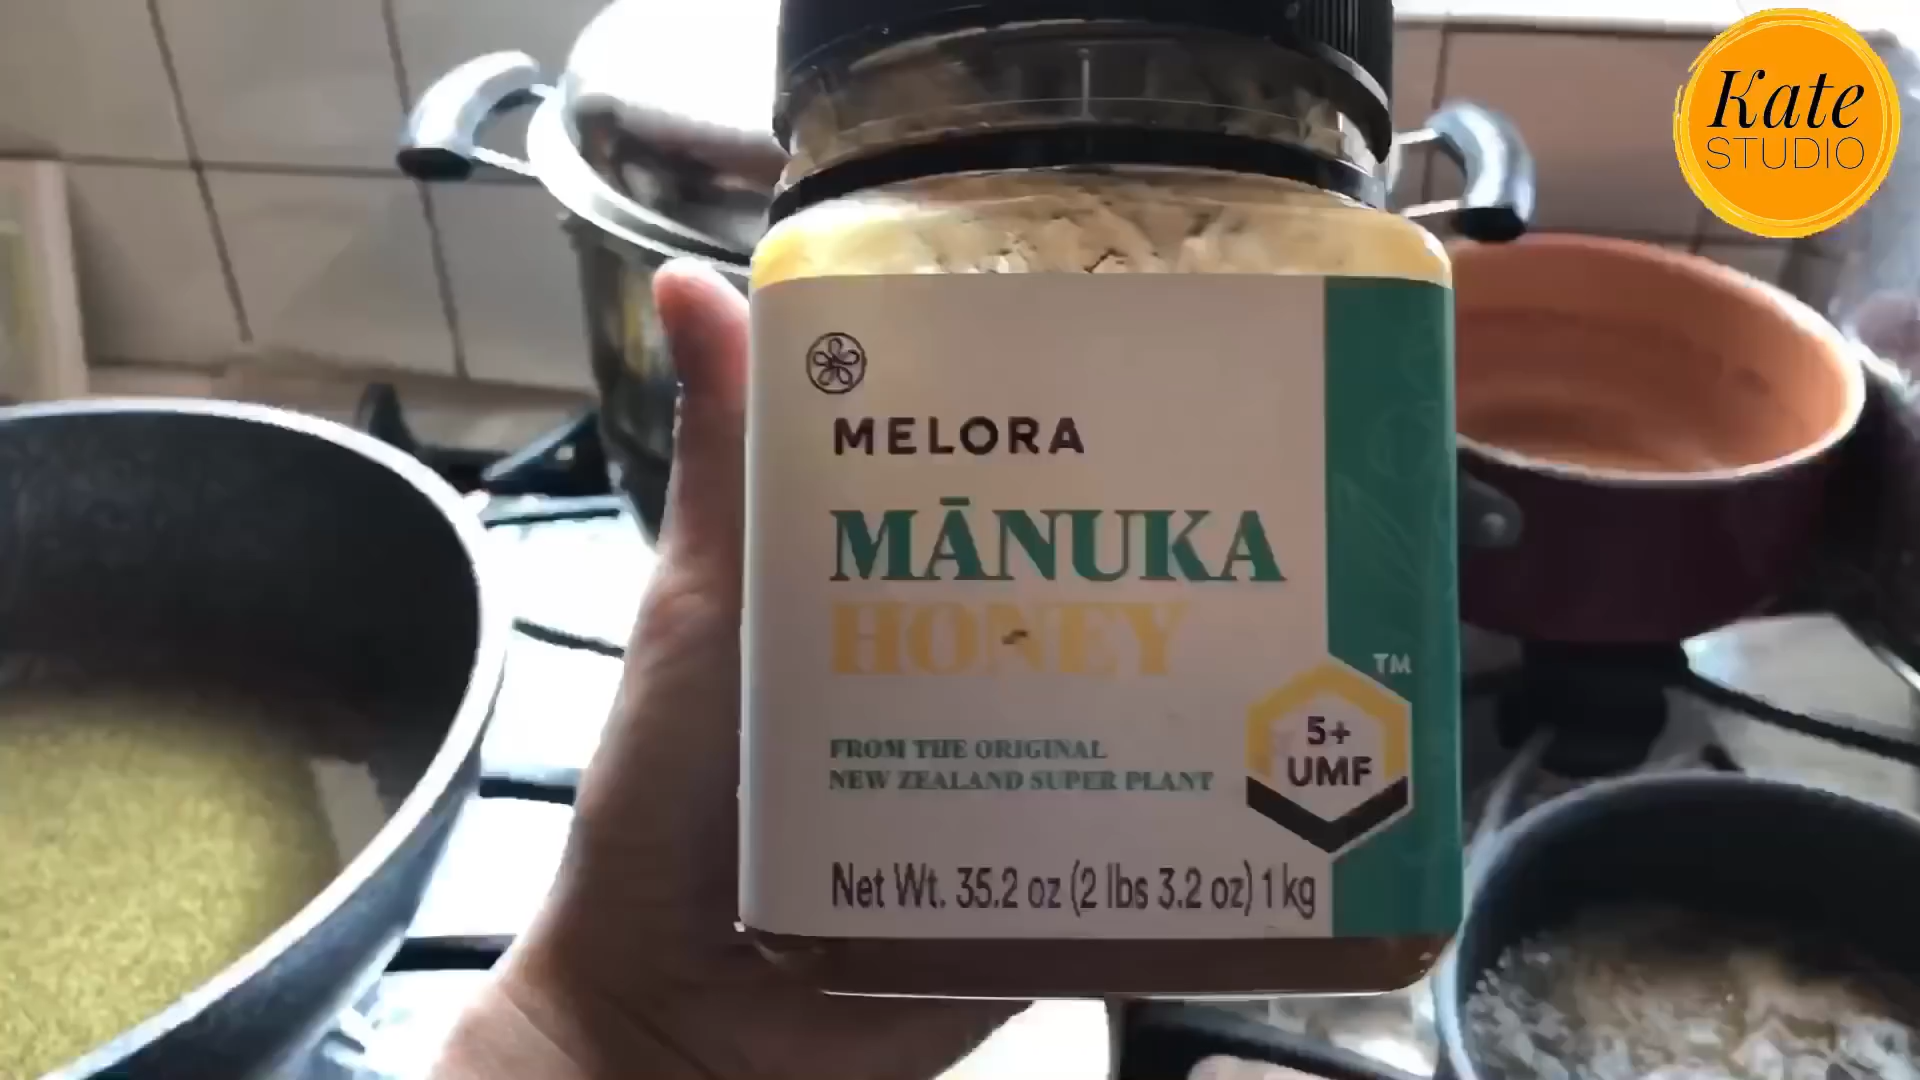 Kate
STUDIO
MELORA
MĀNUKA
HONEY
FROM THE ORIGINAL
NEW ZEALAND SUPER PLANT
TM
5+
UMF
Net Wt. 35.2 oz (2 lbs 3.2 oz) 1 kg